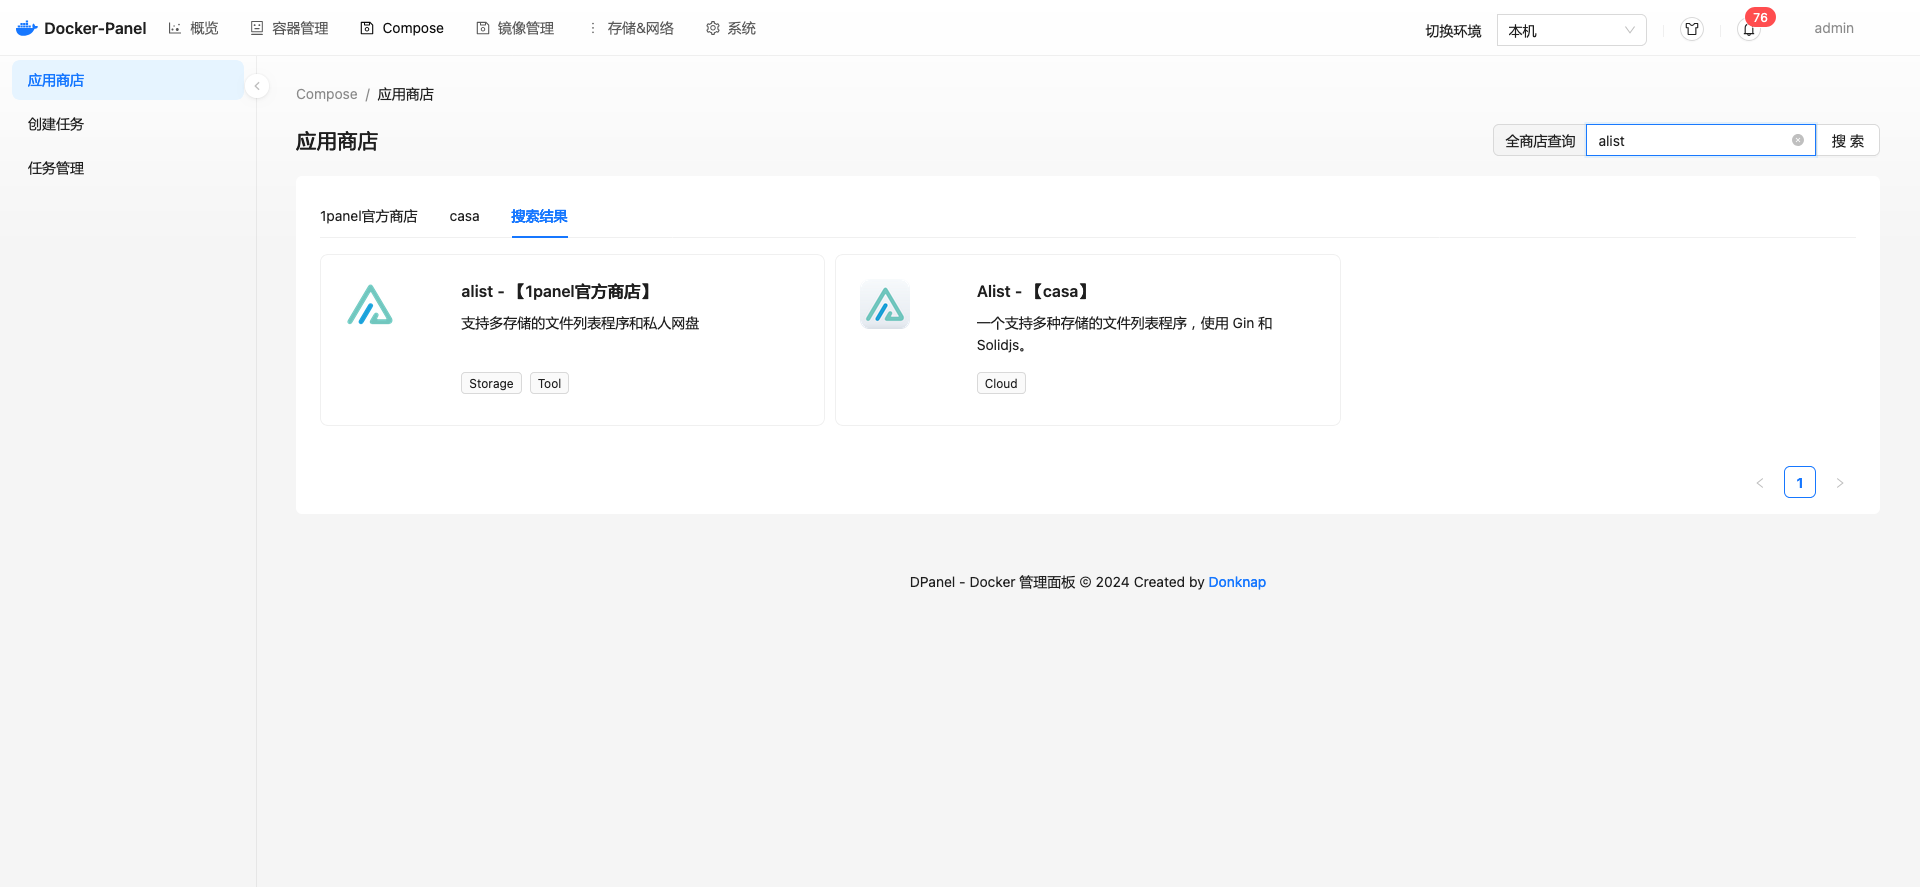 Docker-Panel 概览 容器管理 Compose 镜像管理 存储&网络 系统 切换环境 本机 76 admin
应用商店
创建任务
任务管理
Compose / 应用商店
应用商店 全商店查询 alist 搜 索
1panel官方商店 casa 搜索结果
alist - 【1panel官方商店】
支持多存储的文件列表程序和私人网盘
Storage Tool
Alist - 【casa】
一个支持多种存储的文件列表程序，使用 Gin 和
Solidjs。
Cloud
1
DPanel - Docker 管理面板 © 2024 Created by Donknap